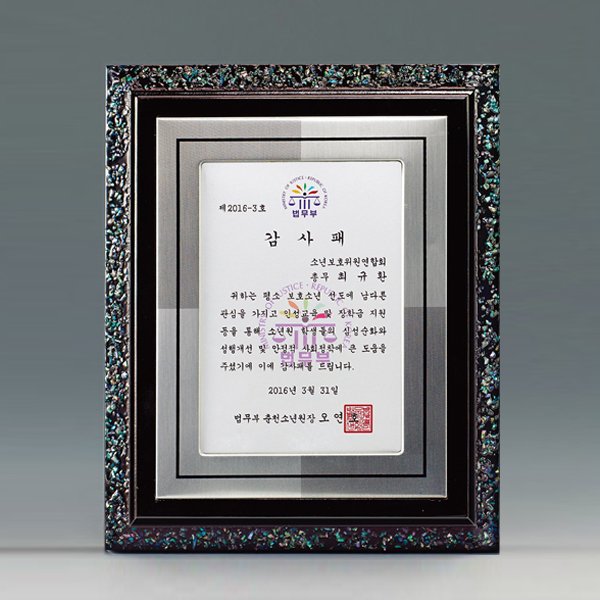 MINISTRY OF JUSTICE · REPUBLIC OF KOREA
법무부
제2016-3호
감 사 패
소년보호위원연합회
총무 최 규 환
귀하는 평소 보호소년 선도에 남다른
관심을 가지고 인성교육 및 장학금 지원
등을 통해 소년원 학생들의 심성순화와
성행개선 및 안정적 사회정착에 큰 도움을
주셨기에 이에 감사패를 드립니다.
2016년 3월 31일
법무부 춘천소년원장 오 연 호